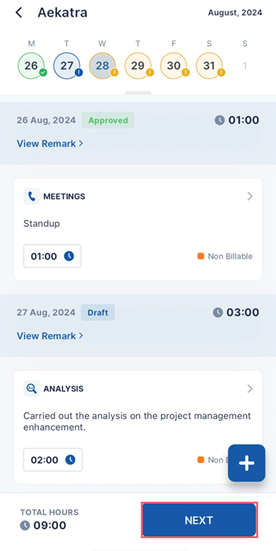 Aekatra August, 2024
M T W T F S S
26 27 28 29 30 31 1
26 Aug, 2024 Approved 01:00
View Remark >
MEETINGS
Standup
01:00 Non Billable
27 Aug, 2024 Draft 03:00
View Remark >
ANALYSIS
Carried out the analysis on the project management
enhancement.
02:00 Non
TOTAL HOURS
09:00
NEXT